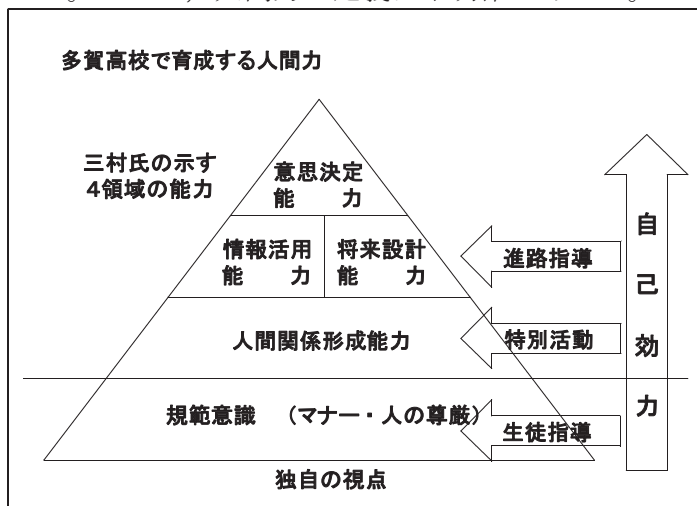 多賀高校で育成する人間力
三村氏の示す
4領域の能力
意思決定
能 力
情報活用
能 力
将来設計
能 力
人間関係形成能力
規範意識 (マナー・人の尊厳)
独自の視点
進路指導
特別活動
生徒指導
自己効力